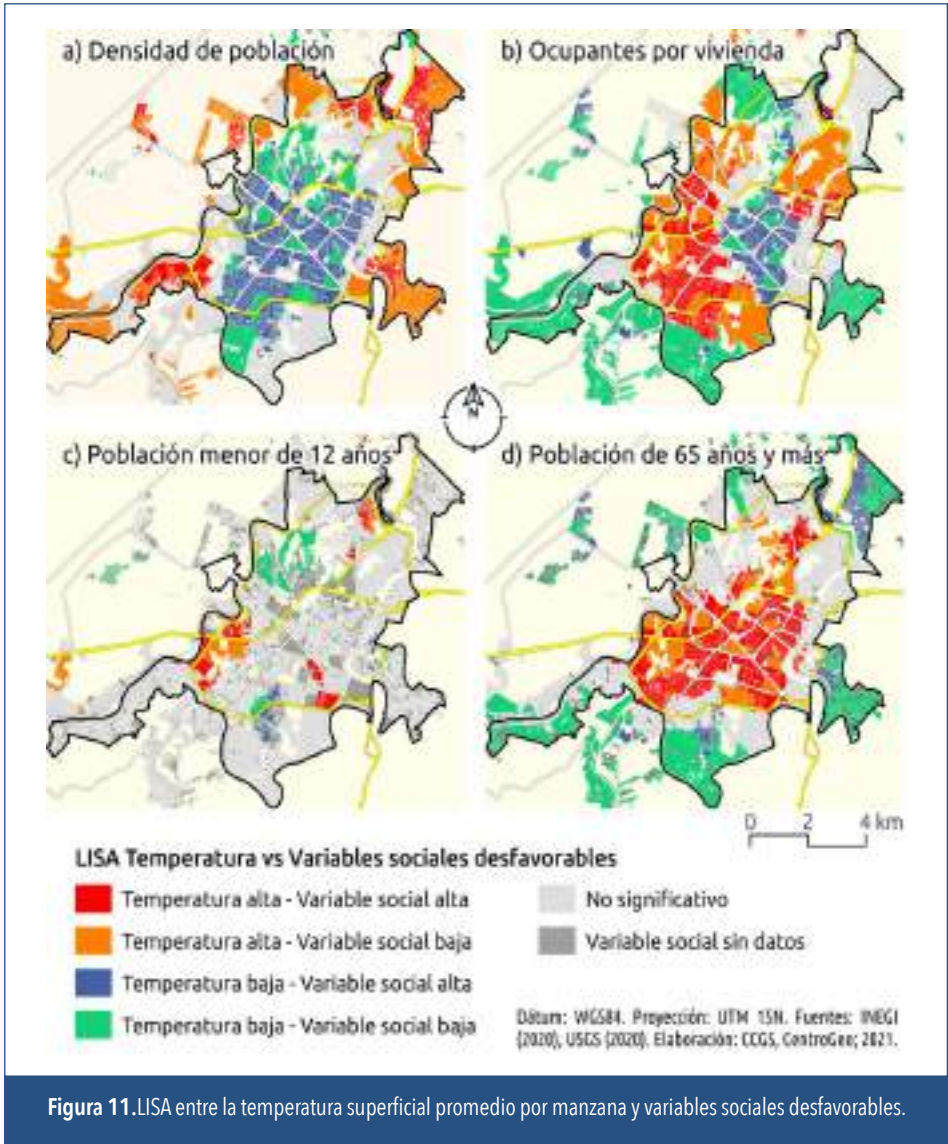 a) Densidad de población
b) Ocupantes por vivienda
N
c) Población menor de 12 años
d) Población de 65 años y más
0 2 4 km
LISA Temperatura vs Variables sociales desfavorables
Temperatura alta - Variable social alta
Temperatura alta - Variable social baja
Temperatura baja - Variable social alta
Temperatura baja - Variable social baja
No significativo
Variable social sin datos
Dátum: WGS84. Proyección: UTM 15N. Fuentes: INEGI
(2020), USGS (2020). Elaboración: CCGS, CentroGeo; 2021.
Figura 11.LISA entre la temperatura superficial promedio por manzana y variables sociales desfavorables.